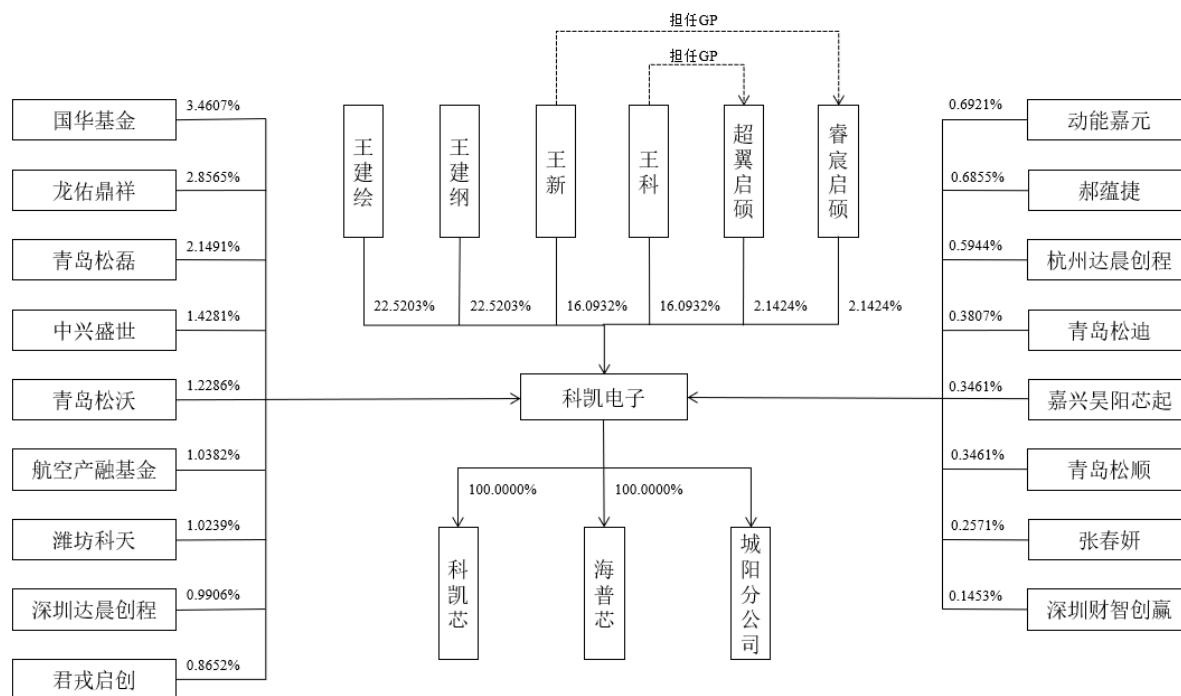 担任GP
担任GP
国华基金
3.4607%
龙佑鼎祥
2.8565%
青岛松磊
2.1491%
中兴盛世
1.4281%
青岛松沃
1.2286%
航空产融基金
1.0382%
潍坊科天
1.0239%
深圳达晨创程
0.9906%
君戎启创
0.8652%
王建绘
王建纲
王新
王科
超翼启硕
睿宸启硕
22.5203%
22.5203%
16.0932%
16.0932%
2.1424%
2.1424%
科凯电子
100.0000%
100.0000%
科凯芯
海普芯
城阳分公司
0.6921%
动能嘉元
0.6855%
郝蕴捷
0.5944%
杭州达晨创程
0.3807%
青岛松迪
0.3461%
嘉兴昊阳芯起
0.3461%
青岛松顺
0.2571%
张春妍
0.1453%
深圳财智创赢